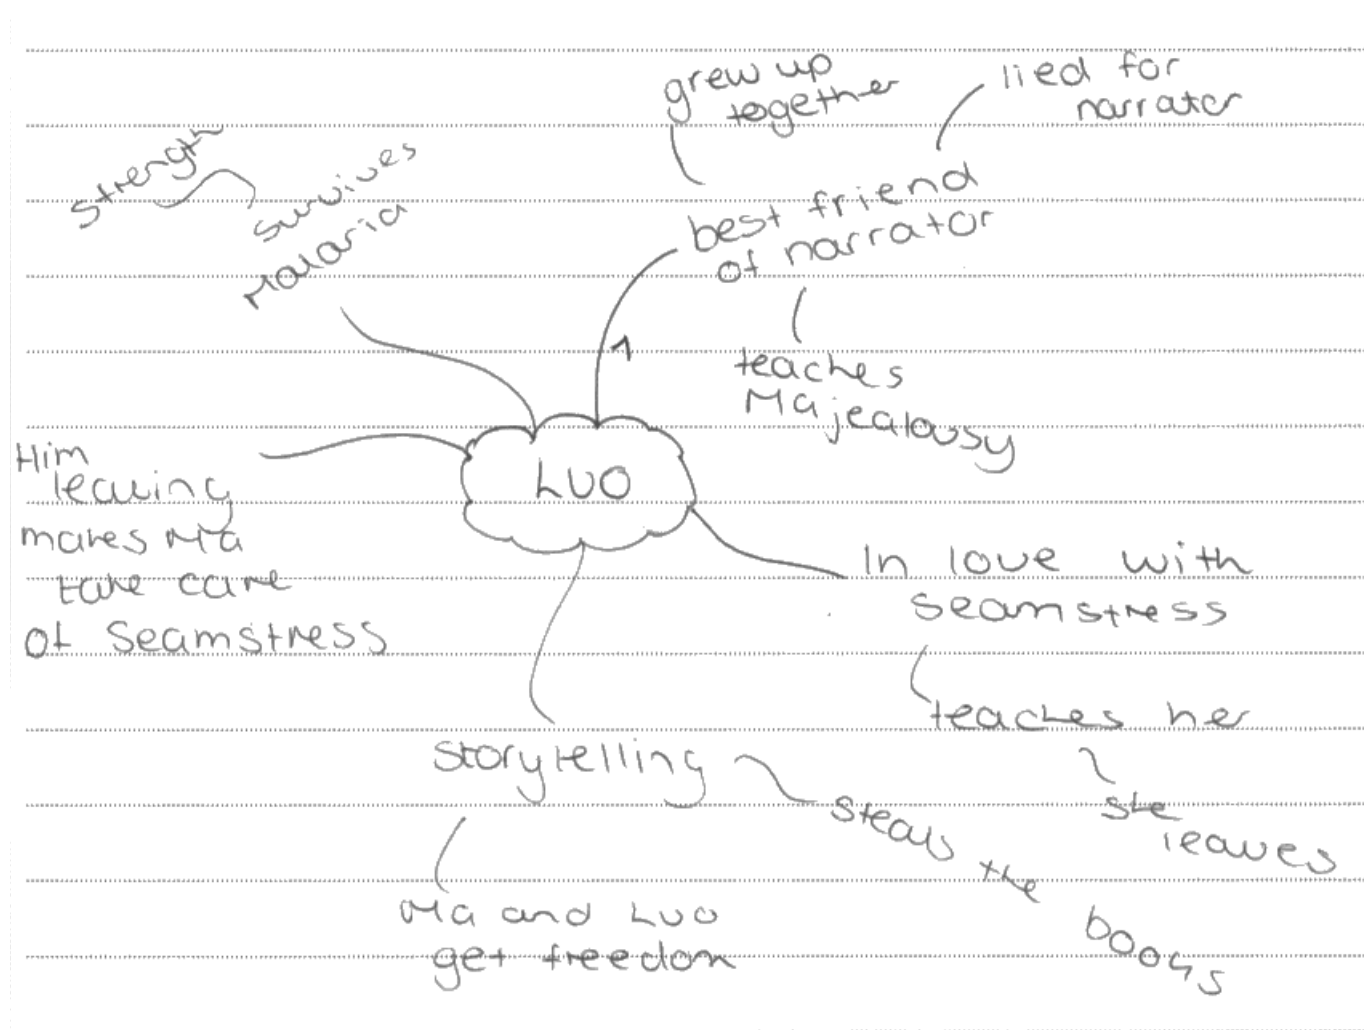 grew up
together
lied for
narrator
Strength
survives
Malaria
best friend
of narrator
1
teaches
Ma jealousy
LUO
Him
leaving
makes Ma
take care
of Seamstress
In love with
seamstress
teaches her
she
leaves
Storytelling
steals the books
Ma and Luo
get freedom